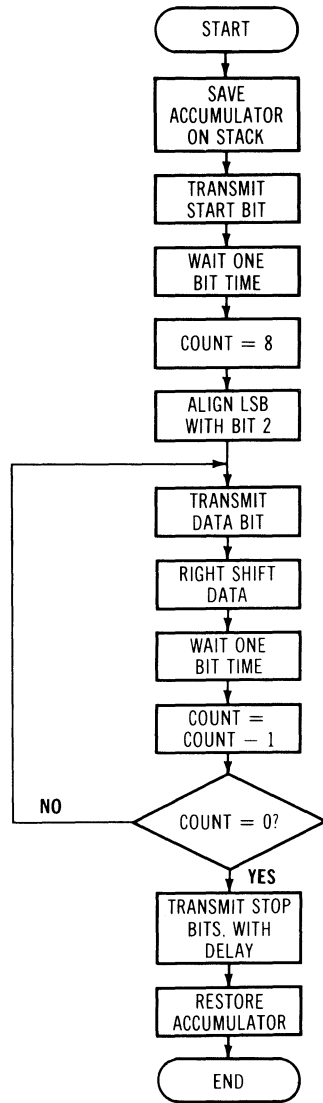 START
SAVE
ACCUMULATOR
ON STACK
TRANSMIT
START BIT
WAIT ONE
BIT TIME
COUNT = 8
ALIGN LSB
WITH BIT 2
TRANSMIT
DATA BIT
RIGHT SHIFT
DATA
WAIT ONE
BIT TIME
COUNT =
COUNT − 1
COUNT = 0?
NO
YES
TRANSMIT STOP
BITS, WITH
DELAY
RESTORE
ACCUMULATOR
END